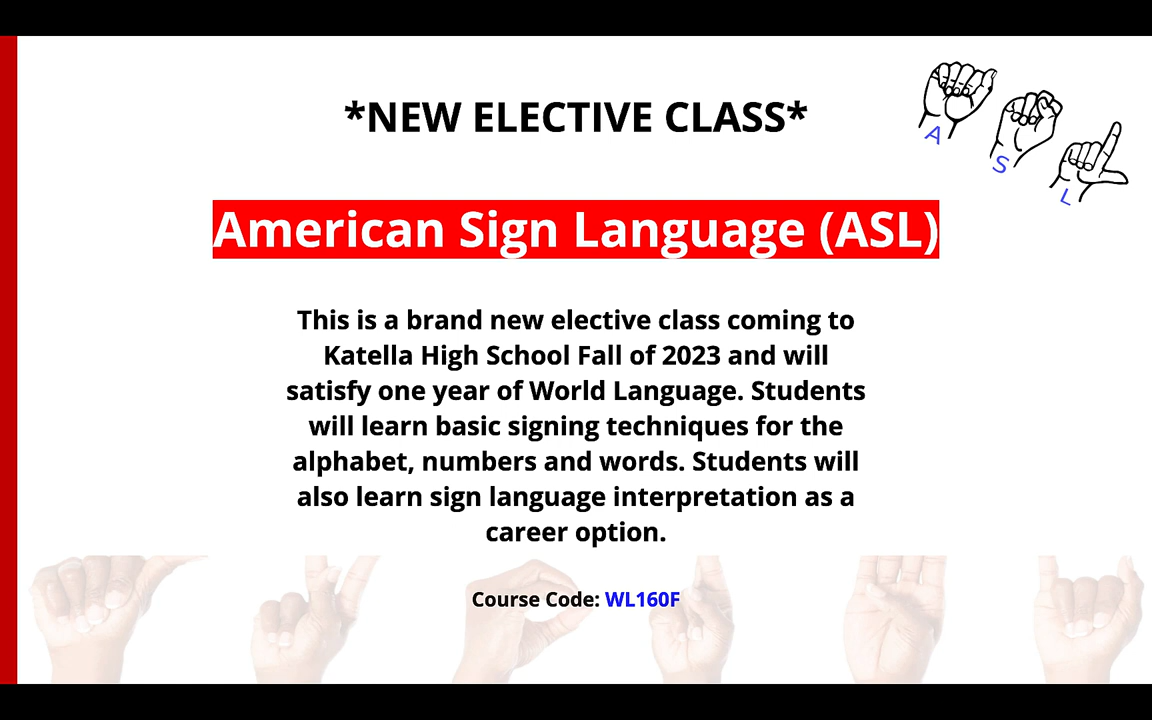 *NEW ELECTIVE CLASS*
A
S
L
American Sign Language (ASL)
This is a brand new elective class coming to
Katella High School Fall of 2023 and will
satisfy one year of World Language. Students
will learn basic signing techniques for the
alphabet, numbers and words. Students will
also learn sign language interpretation as a
career option.
Course Code: WL160F